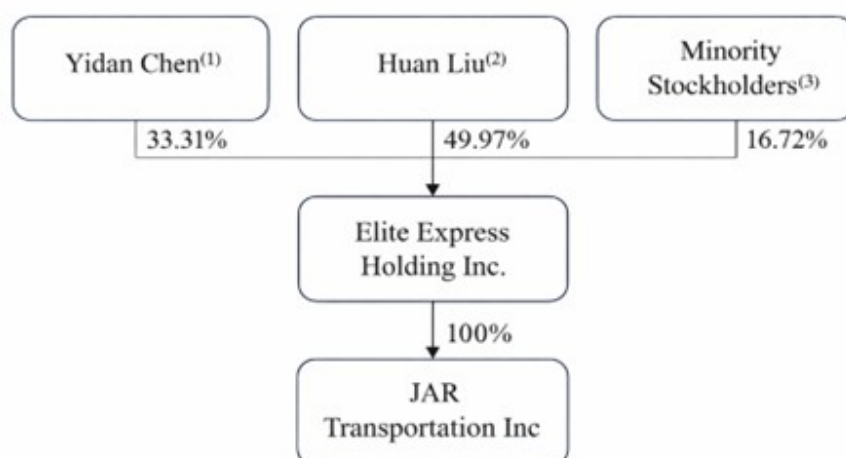 Yidan Chen(1)
Huan Liu(2)
Minority
Stockholders(3)
33.31%
49.97%
16.72%
Elite Express
Holding Inc.
100%
JAR
Transportation Inc